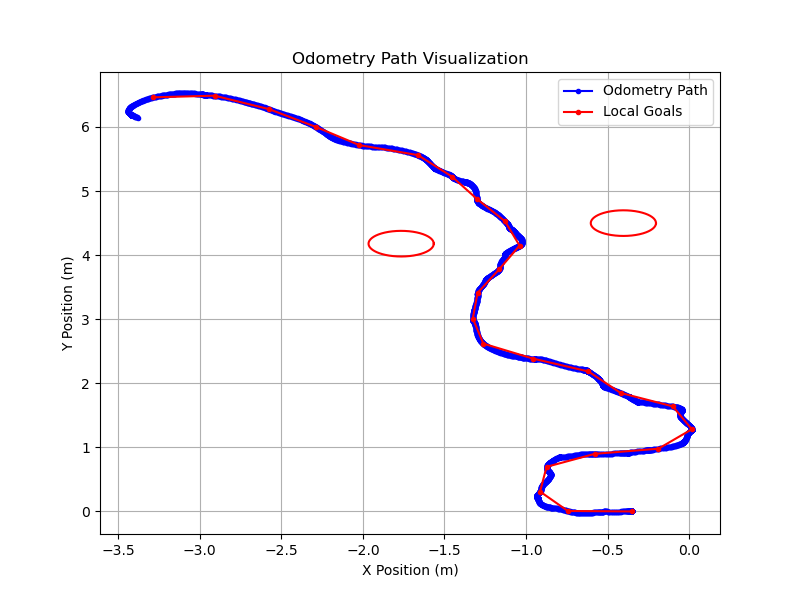 Odometry Path Visualization
Odometry Path
Local Goals
Y Position (m)
6
5
4
3
2
1
0
−3.5 −3.0 −2.5 −2.0 −1.5 −1.0 −0.5 0.0
X Position (m)